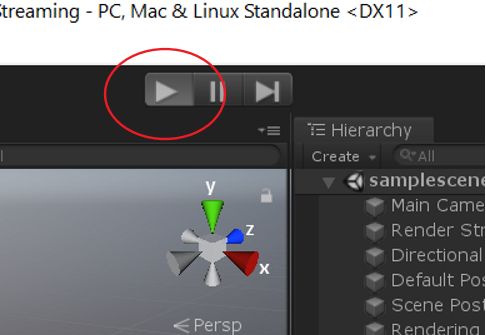 Streaming - PC, Mac & Linux Standalone <DX11>
Hierarchy
Create
All
samplescene
Main Came
Render Str
Directional
Default Pos
Scene Post
Rendering
y
z
x
Persp